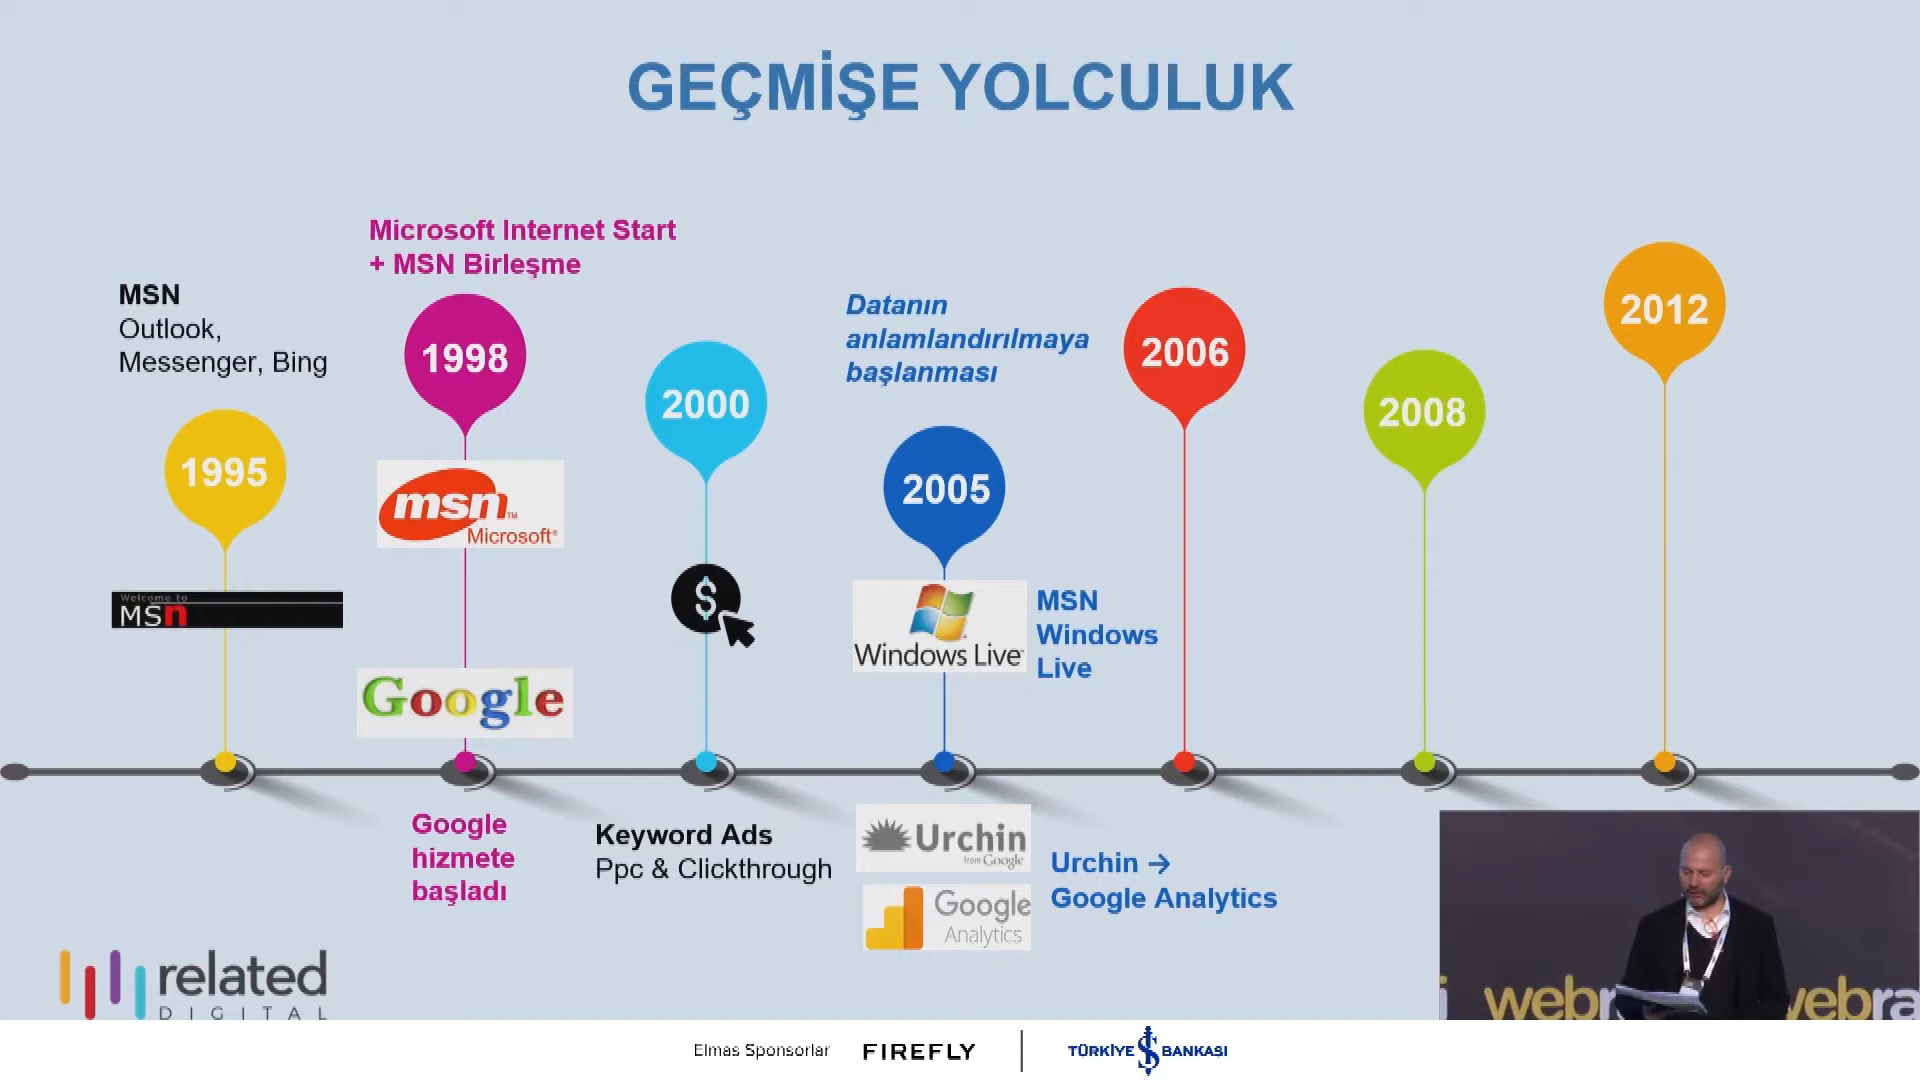 GEÇMİŞE YOLCULUK
MSN
Outlook,
Messenger, Bing
1995
Welcome to
MSn
Microsoft Internet Start
+ MSN Birleşme
1998
msn™
Microsoft®
Google
Google
hizmete
başladı
2000
$
Keyword Ads
Ppc & Clickthrough
Datanın
anlamlandırılmaya
başlanması
2005
Windows Live
MSN
Windows
Live
Urchin
from Google
Google
Analytics
Urchin →
Google Analytics
2006
2008
2012
related
DIGITAL
webra
webra
Elmas Sponsorlar
FIREFLY
TÜRKİYE İŞ BANKASI